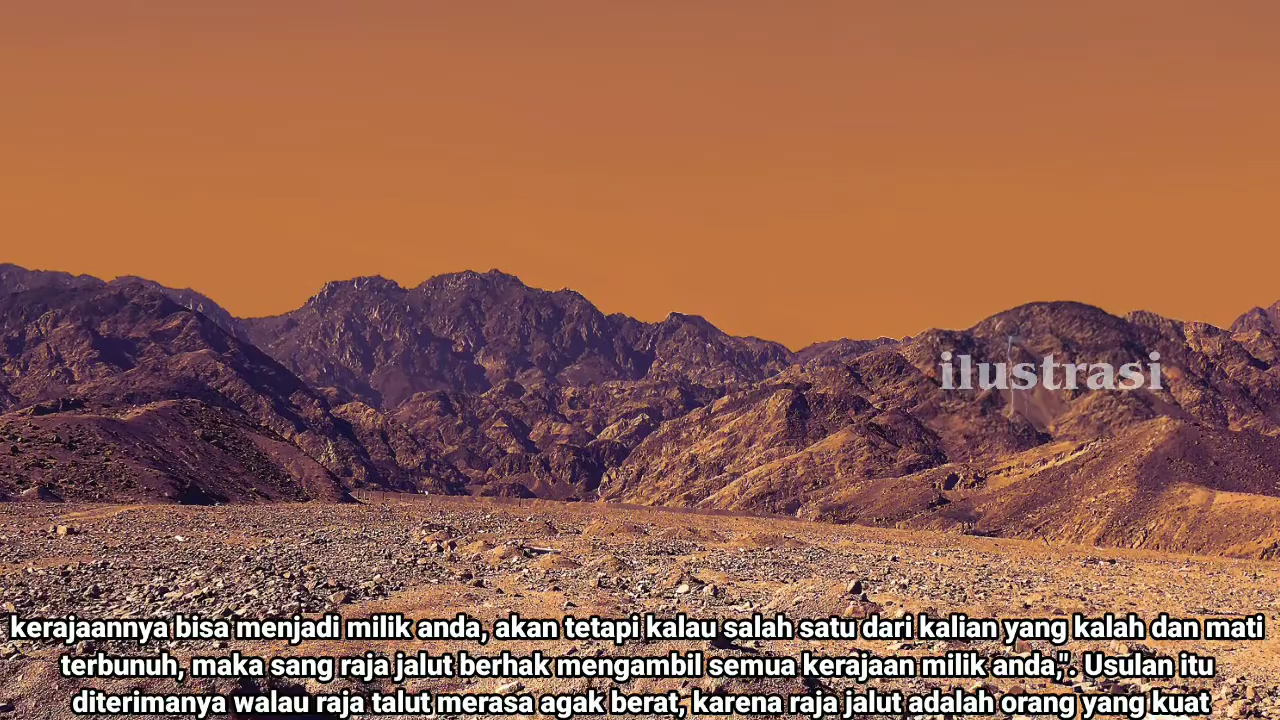 ilustrasi
kerajaannya bisa menjadi milik anda, akan tetapi kalau salah satu dari kalian yang kalah dan mati
terbunuh, maka sang raja jalut berhak mengambil semua kerajaan milik anda,". Usulan itu
diterimanya walau raja talut merasa agak berat, karena raja jalut adalah orang yang kuat